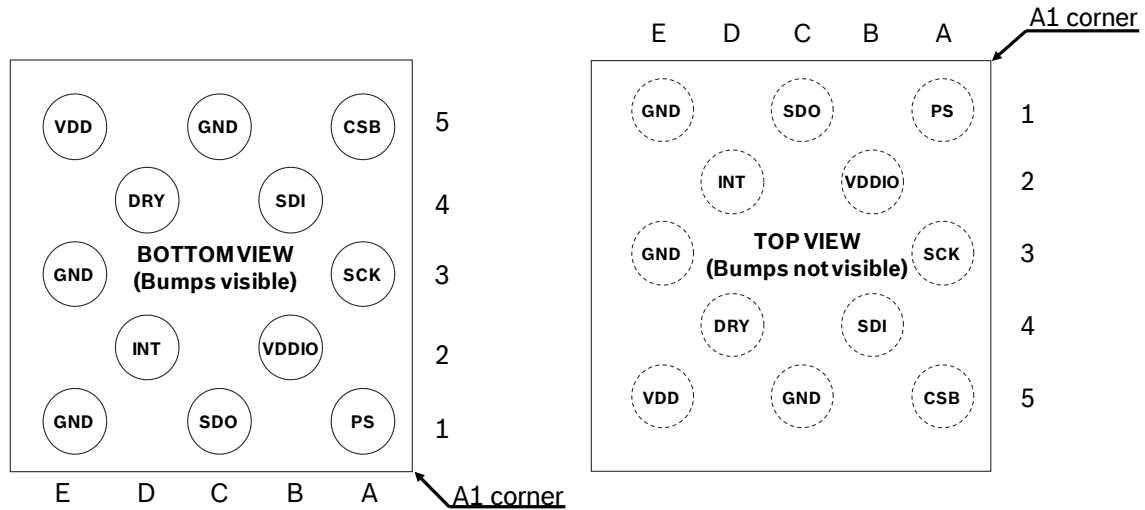 VDD GND CSB 5
DRY SDI 4
BOTTOM VIEW
(Bumps visible)
GND SCK 3
INT VDDIO 2
GND SDO PS 1
E D C B A
A1 corner
A1 corner
E D C B A
GND SDO PS 1
INT VDDIO 2
TOP VIEW
(Bumps not visible)
GND SCK 3
DRY SDI 4
VDD GND CSB 5